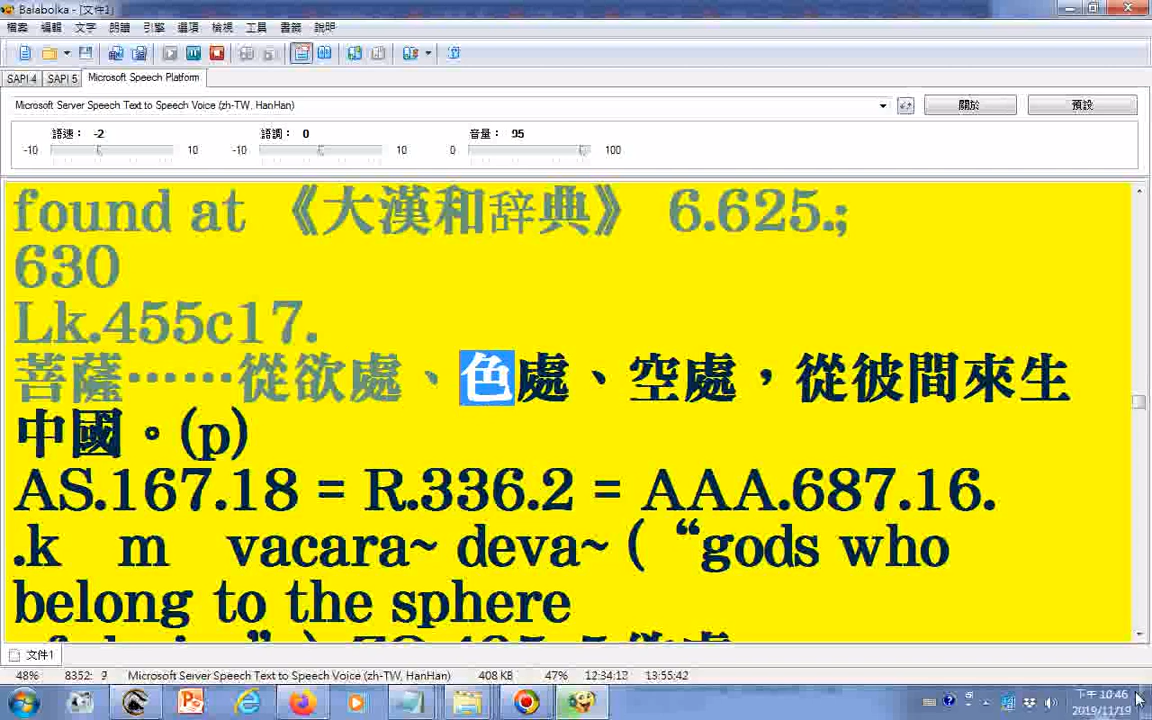 Balabolka - [文件1]
檔案 編輯 文字 朗讀 引擎 選項 檢視 工具 書籤 說明
SAPI 4 SAPI 5 Microsoft Speech Platform
Microsoft Server Speech Text to Speech Voice (zh-TW, HanHan) 關於 預設
語速： -2 語調： 0 音量： 95
-10 10 -10 10 0 100
found at 《大漢和辞典》 6.625.;
630
Lk.455c17.
菩薩……從欲處、色處、空處，從彼間來生
中國。(p)
AS.167.18 = R.336.2 = AAA.687.16.
.k m vacara~ deva~ ( “gods who
belong to the sphere
文件1
48% 8352: Microsoft Server Speech Text to Speech Voice (zh-TW, HanHan) 408 KB 47% 12:34:13 13:55:42
下午 10:46
2019/11/19